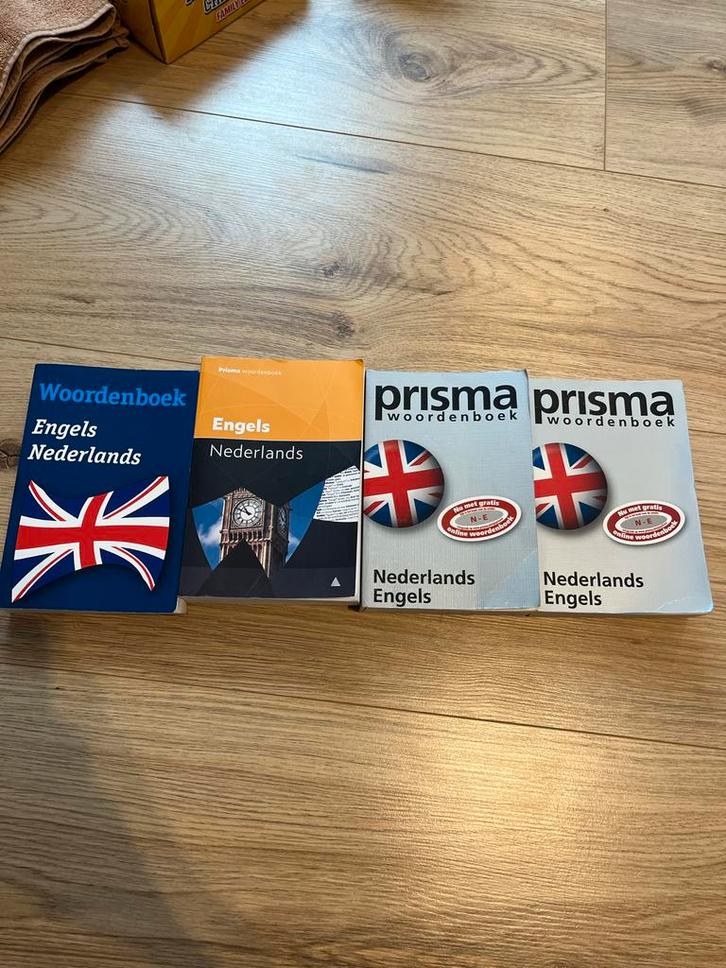 FAMILY
Woordenboek
Engels
Nederlands
Prisma woordenboek
Engels
Nederlands
prisma
woordenboek
Nu met gratis
N-E
online woordenboek
Nederlands
Engels
prisma
woordenboek
Nu met gratis
N-E
online woordenboek
Nederlands
Engels